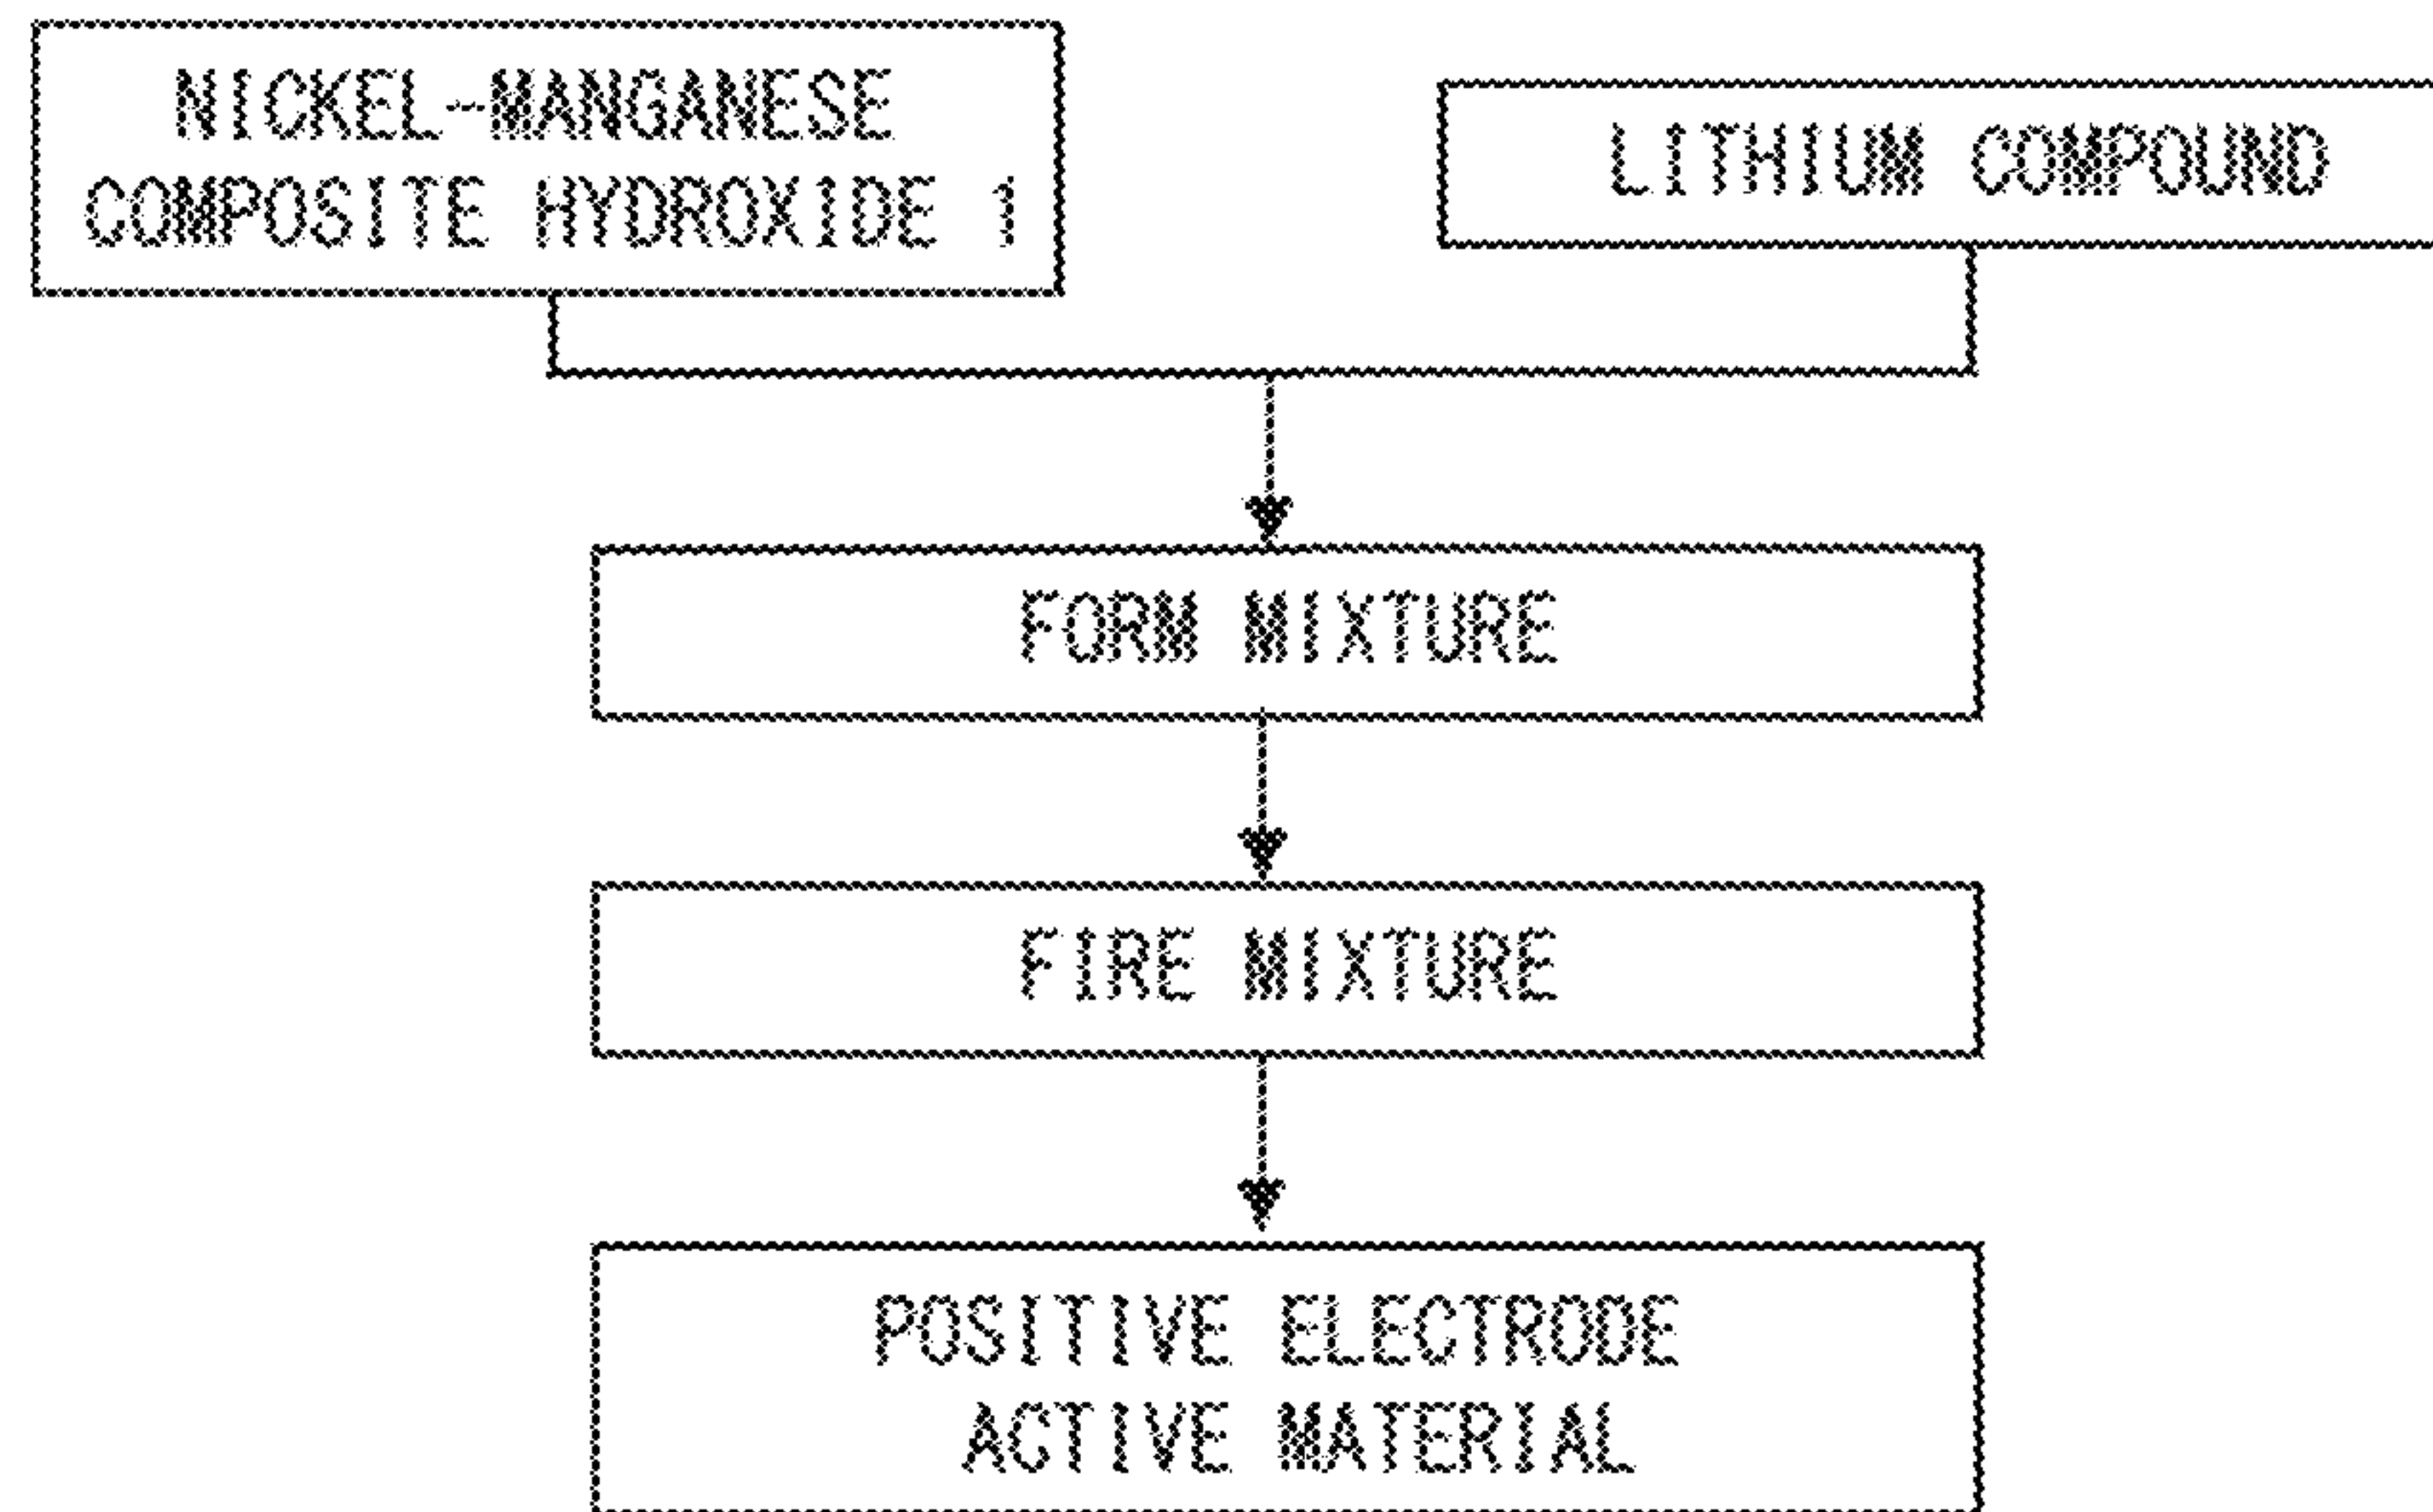 NICKEL-MANGANESE
COMPOSITE HYDROXIDE 1
LITHIUM COMPOUND
FORM MIXTURE
FIRE MIXTURE
POSITIVE ELECTRODE
ACTIVE MATERIAL